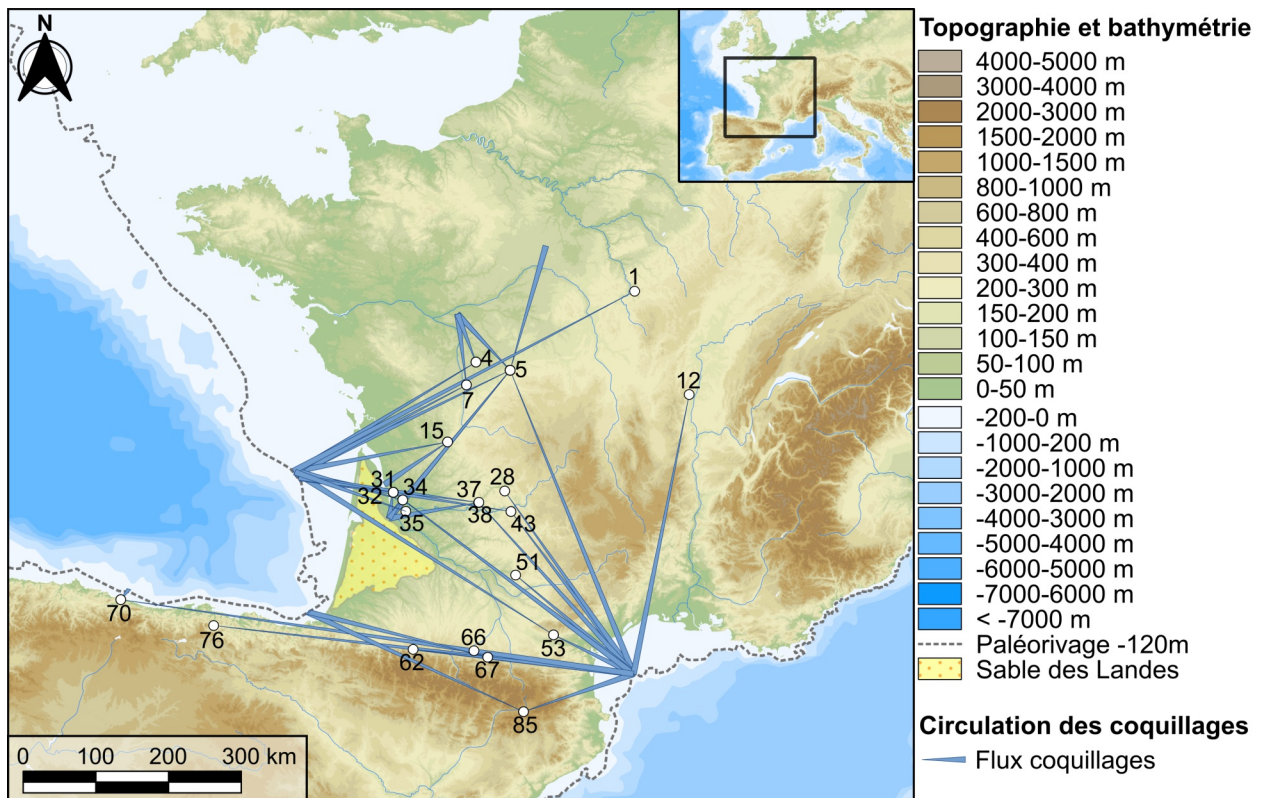 N
1
4
5
7
12
15
31
34
32
37
28
35
38
43
51
70
76
53
66
62
67
85
0 100 200 300 km
Topographie et bathymétrie
4000-5000 m
3000-4000 m
2000-3000 m
1500-2000 m
1000-1500 m
800-1000 m
600-800 m
400-600 m
300-400 m
200-300 m
150-200 m
100-150 m
50-100 m
0-50 m
-200-0 m
-1000-200 m
-2000-1000 m
-3000-2000 m
-4000-3000 m
-5000-4000 m
-6000-5000 m
-7000-6000 m
< -7000 m
Paléorivage -120m
Sable des Landes
Circulation des coquillages
Flux coquillages